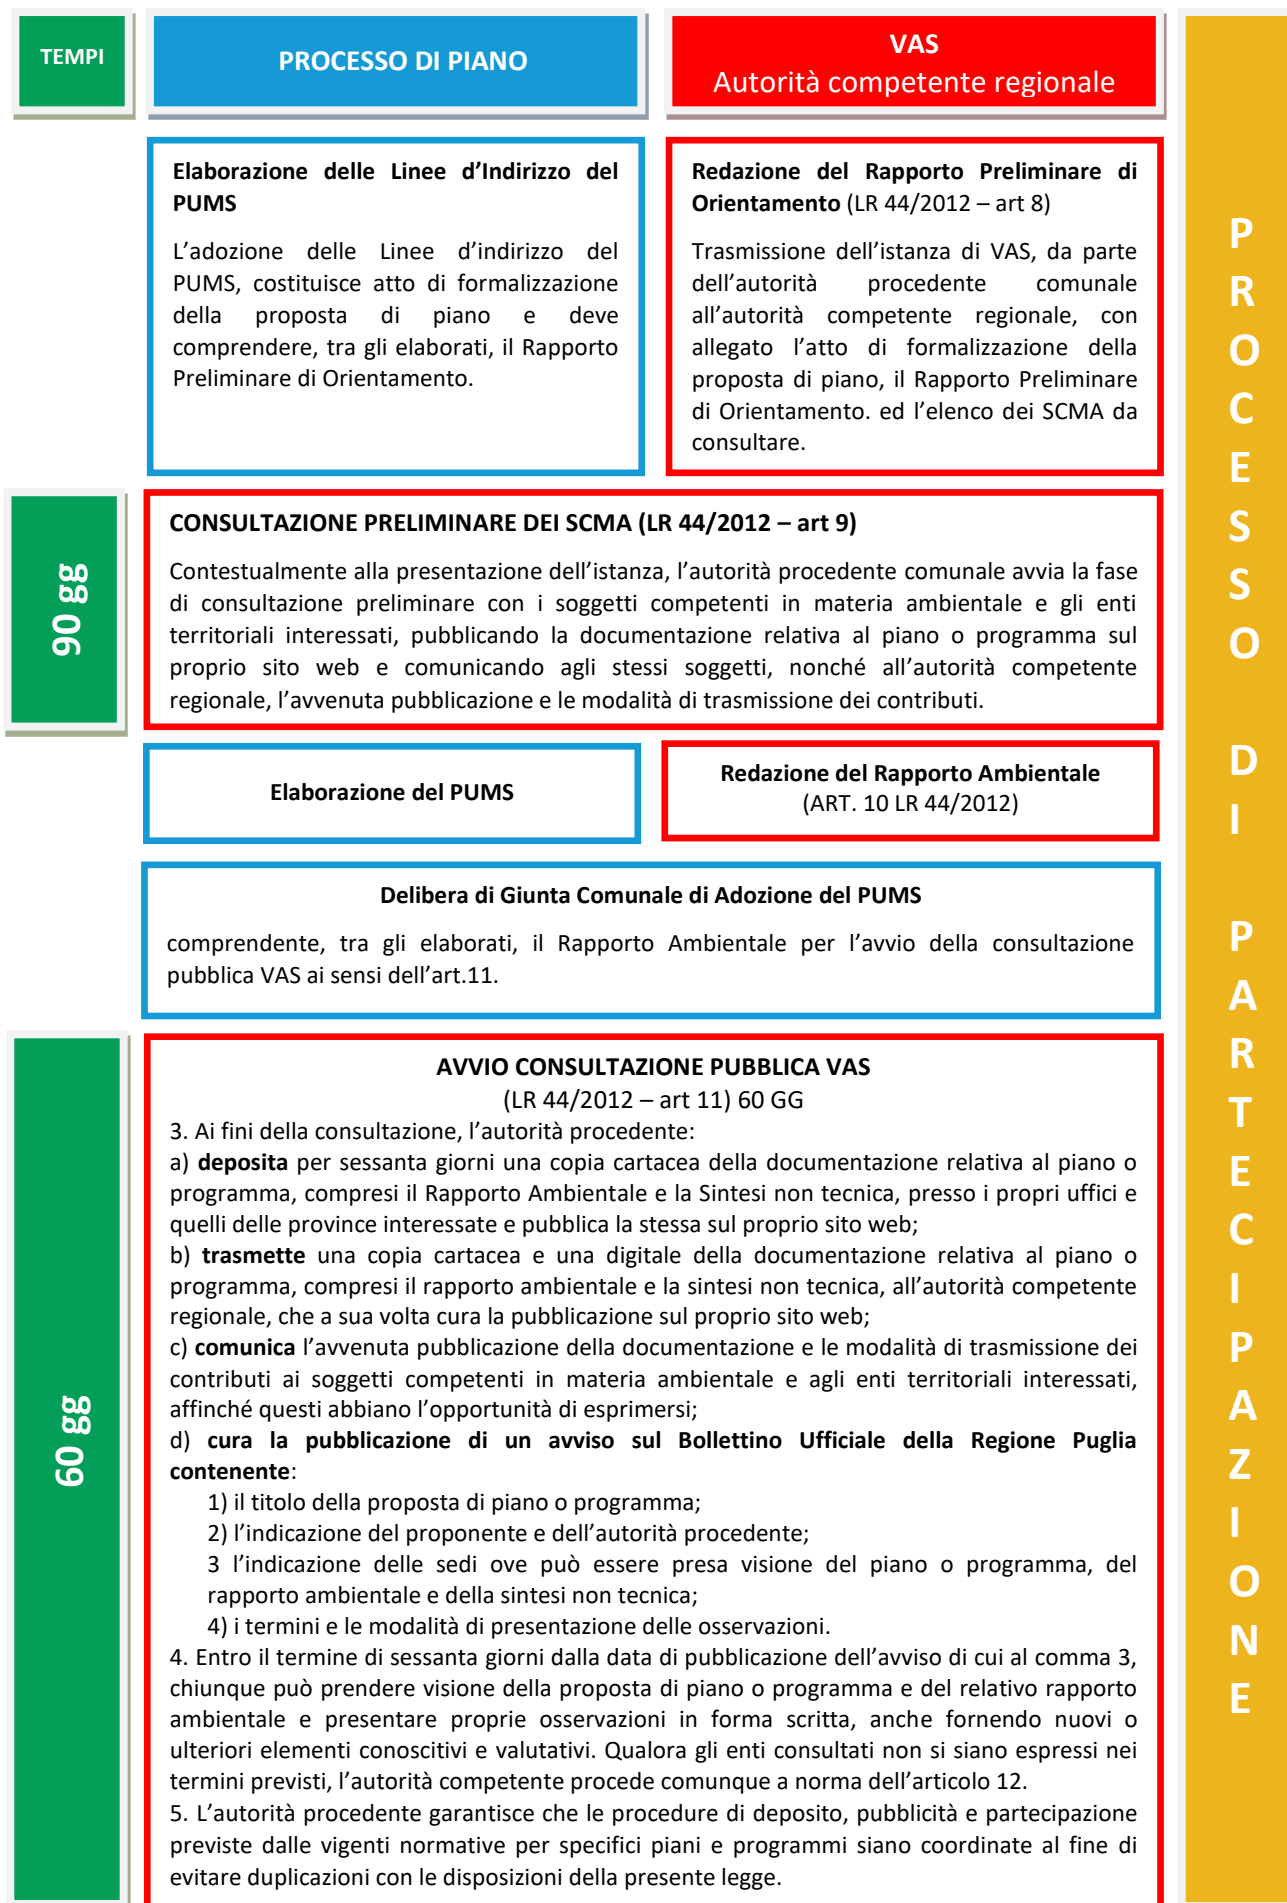 TEMPI
PROCESSO DI PIANO
VAS
Autorità competente regionale
Elaborazione delle Linee d’Indirizzo del
PUMS
L’adozione delle Linee d’indirizzo del
PUMS, costituisce atto di formalizzazione
della proposta di piano e deve
comprendere, tra gli elaborati, il Rapporto
Preliminare di Orientamento.
Redazione del Rapporto Preliminare di
Orientamento (LR 44/2012 – art 8)
Trasmissione dell’istanza di VAS, da parte
dell’autorità procedente comunale
all’autorità competente regionale, con
allegato l’atto di formalizzazione della
proposta di piano, il Rapporto Preliminare
di Orientamento. ed l’elenco dei SCMA da
consultare.
90 gg
CONSULTAZIONE PRELIMINARE DEI SCMA (LR 44/2012 – art 9)
Contestualmente alla presentazione dell’istanza, l’autorità procedente comunale avvia la fase
di consultazione preliminare con i soggetti competenti in materia ambientale e gli enti
territoriali interessati, pubblicando la documentazione relativa al piano o programma sul
proprio sito web e comunicando agli stessi soggetti, nonché all’autorità competente
regionale, l’avvenuta pubblicazione e le modalità di trasmissione dei contributi.
Elaborazione del PUMS
Redazione del Rapporto Ambientale
(ART. 10 LR 44/2012)
Delibera di Giunta Comunale di Adozione del PUMS
comprendente, tra gli elaborati, il Rapporto Ambientale per l’avvio della consultazione
pubblica VAS ai sensi dell’art.11.
60 gg
AVVIO CONSULTAZIONE PUBBLICA VAS
(LR 44/2012 – art 11) 60 GG
3. Ai fini della consultazione, l’autorità procedente:
a) deposita per sessanta giorni una copia cartacea della documentazione relativa al piano o
programma, compresi il Rapporto Ambientale e la Sintesi non tecnica, presso i propri uffici e
quelli delle province interessate e pubblica la stessa sul proprio sito web;
b) trasmette una copia cartacea e una digitale della documentazione relativa al piano o
programma, compresi il rapporto ambientale e la sintesi non tecnica, all’autorità competente
regionale, che a sua volta cura la pubblicazione sul proprio sito web;
c) comunica l’avvenuta pubblicazione della documentazione e le modalità di trasmissione dei
contributi ai soggetti competenti in materia ambientale e agli enti territoriali interessati,
affinché questi abbiano l’opportunità di esprimersi;
d) cura la pubblicazione di un avviso sul Bollettino Ufficiale della Regione Puglia
contenente:
1) il titolo della proposta di piano o programma;
2) l’indicazione del proponente e dell’autorità procedente;
3 l’indicazione delle sedi ove può essere presa visione del piano o programma, del
rapporto ambientale e della sintesi non tecnica;
4) i termini e le modalità di presentazione delle osservazioni.
4. Entro il termine di sessanta giorni dalla data di pubblicazione dell’avviso di cui al comma 3,
chiunque può prendere visione della proposta di piano o programma e del relativo rapporto
ambientale e presentare proprie osservazioni in forma scritta, anche fornendo nuovi o
ulteriori elementi conoscitivi e valutativi. Qualora gli enti consultati non si siano espressi nei
termini previsti, l’autorità competente procede comunque a norma dell’articolo 12.
5. L’autorità procedente garantisce che le procedure di deposito, pubblicità e partecipazione
previste dalle vigenti normative per specifici piani e programmi siano coordinate al fine di
evitare duplicazioni con le disposizioni della presente legge.
PROCESSO DI PARTECIPAZIONE